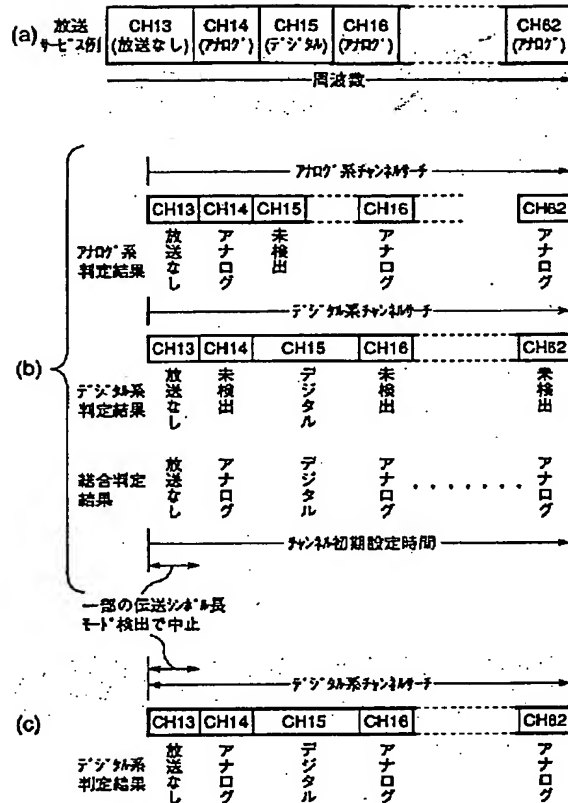 (a) 放送 サービス例 CH13 (放送なし) CH14 (アナログ) CH15 (デジタル) CH16 (アナログ) CH62 (アナログ)
周波数
(b)
アナログ系チャンネルサーチ
CH13 CH14 CH15 CH16 CH62
アナログ系 判定結果 放送なし アナログ 未検出 アナログ アナログ
デジタル系チャンネルサーチ
CH13 CH14 CH15 CH16 CH62
デジタル系 判定結果 放送なし 未検出 デジタル 未検出 未検出
総合判定 結果 放送なし アナログ デジタル アナログ アナログ
チャンネル初期設定時間
一部の伝送シンボル長
モード検出で中止
デジタル系チャンネルサーチ
(c) CH13 CH14 CH15 CH16 CH62
デジタル系 判定結果 放送なし アナログ デジタル アナログ アナログ